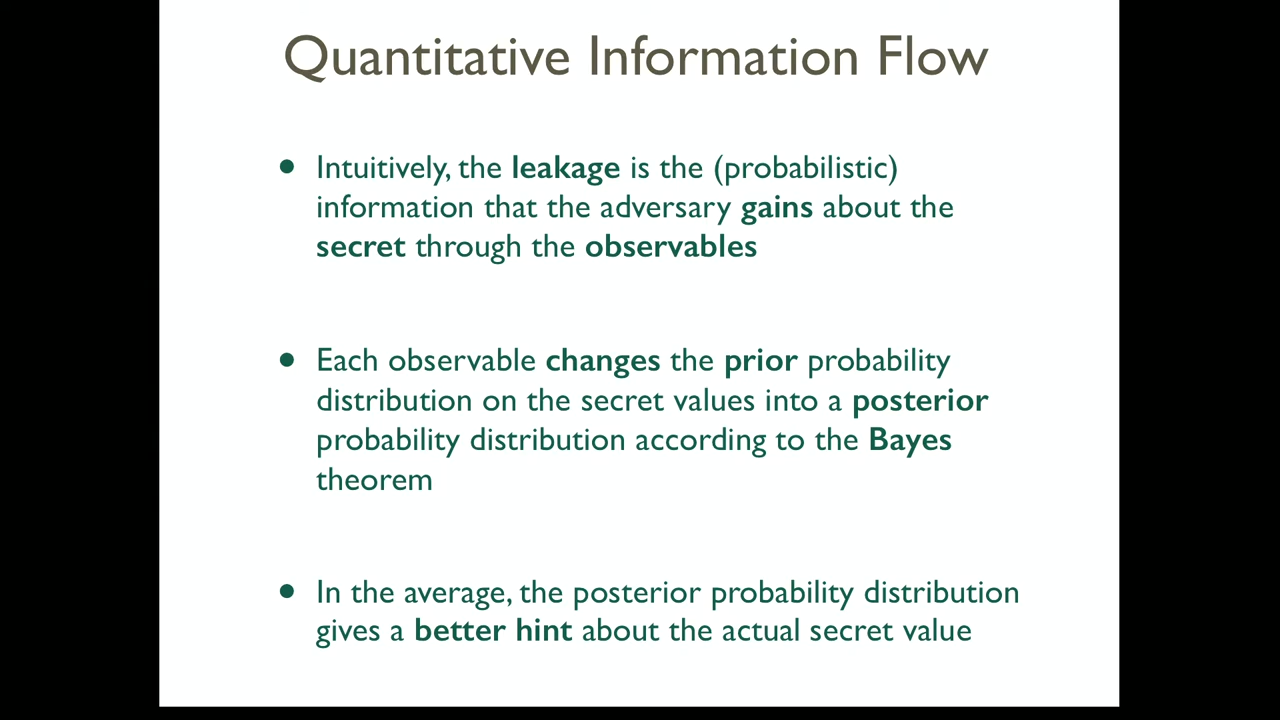 Quantitative Information Flow
• Intuitively, the leakage is the (probabilistic)
information that the adversary gains about the
secret through the observables
• Each observable changes the prior probability
distribution on the secret values into a posterior
probability distribution according to the Bayes
theorem
• In the average, the posterior probability distribution
gives a better hint about the actual secret value